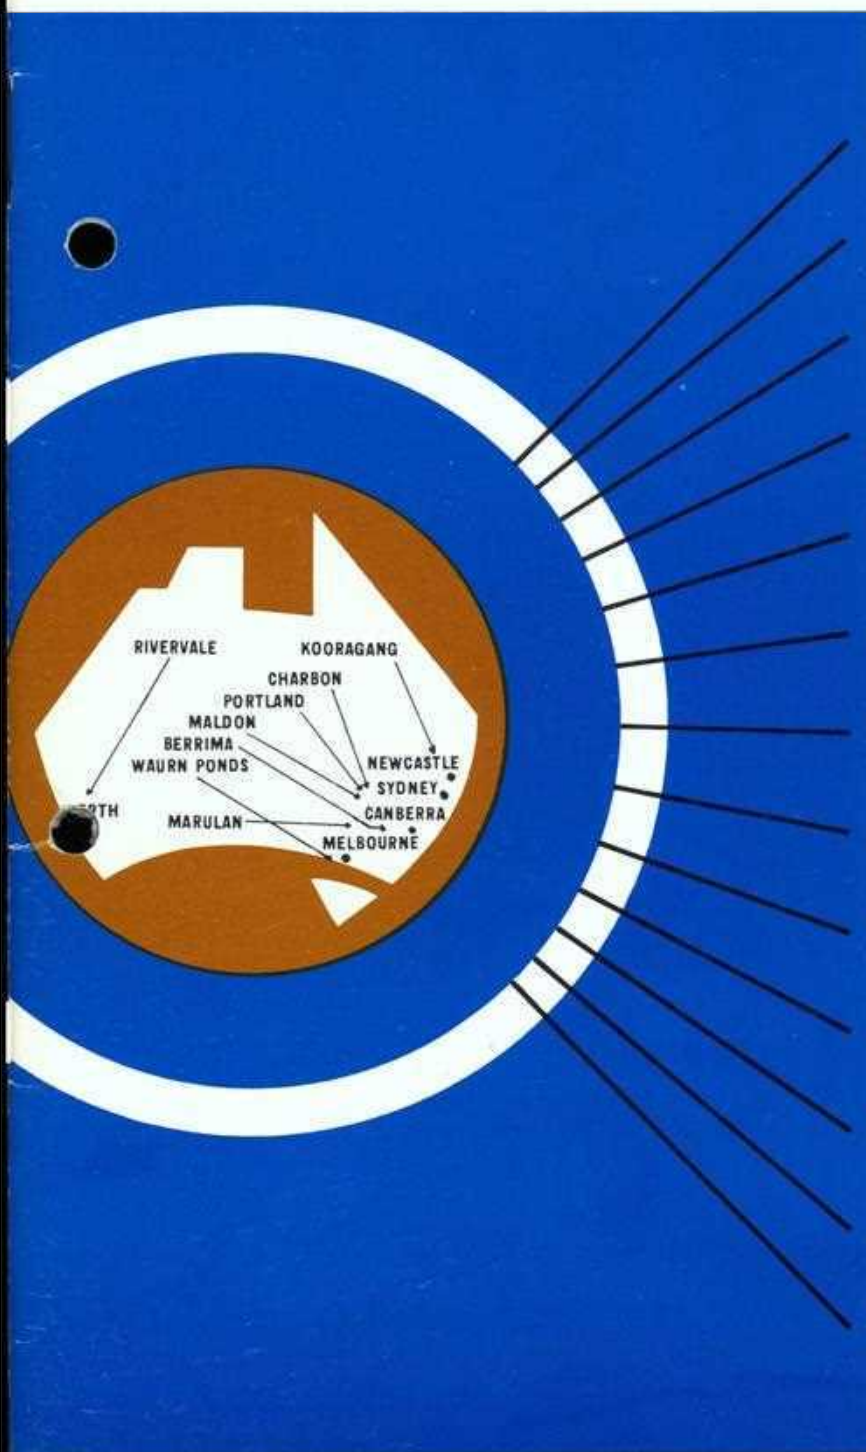 RIVERVALE
KOORAGANG
CHARBON
PORTLAND
MALDON
BERRIMA
WAURN PONDS
NEWCASTLE
SYDNEY
CANBERRA
MARULAN
MELBOURNE